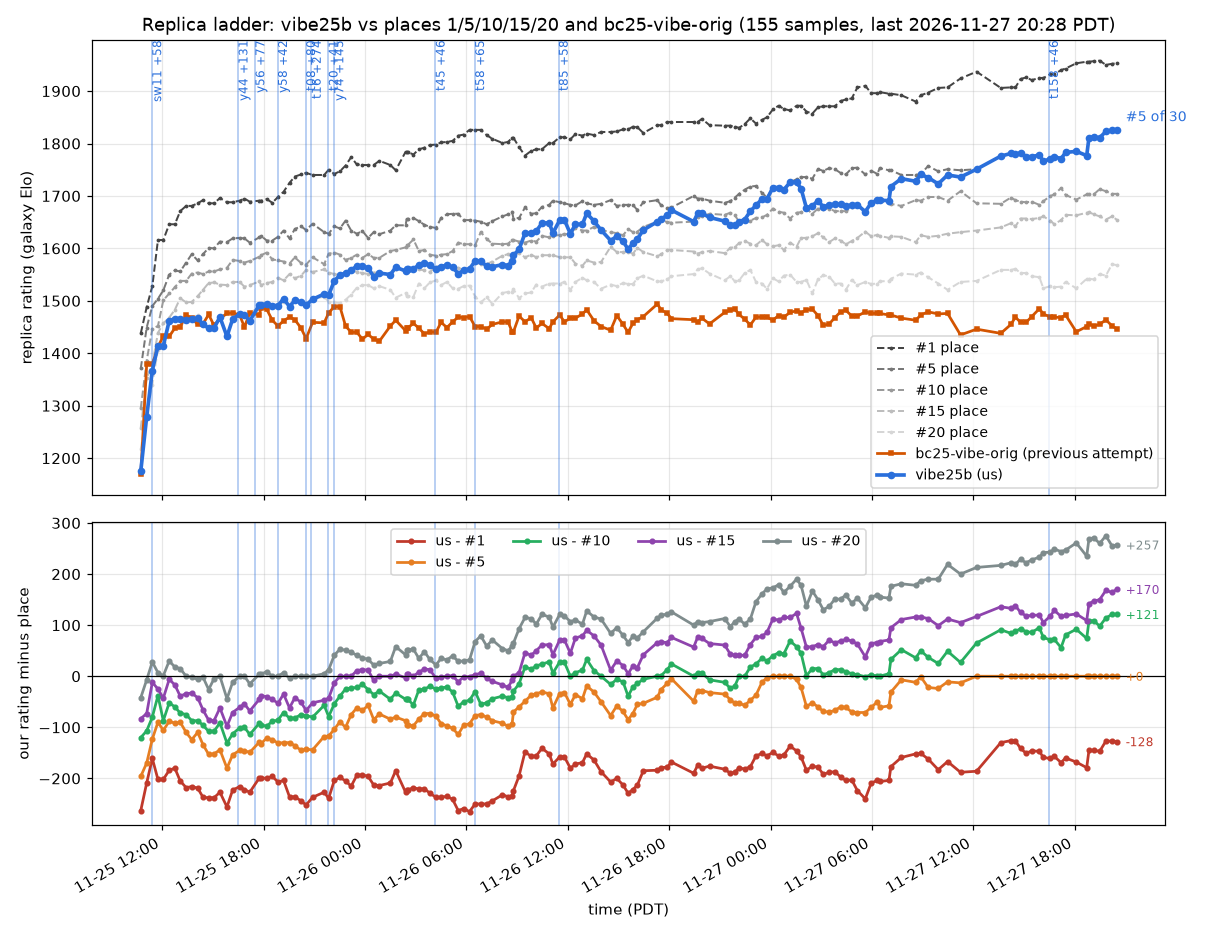 Replica ladder: vibe25b vs places 1/5/10/15/20 and bc25-vibe-orig (155 samples, last 2026-11-27 20:28 PDT)
replica rating (galaxy Elo)
1900
1800
1700
1600
1500
1400
1300
1200
sw11 +58
y44 +131
y56 +77
y58 +42
t16 +274
y74 +145
t45 +46
t58 +65
t85 +58
#5 of 30
#1 place
#5 place
#10 place
#15 place
#20 place
bc25-vibe-orig (previous attempt)
vibe25b (us)
our rating minus place
300
200
100
0
−100
−200
us - #1
us - #5
us - #10
us - #15
us - #20
+257
+170
+121
+0
-128
11-25 12:00
11-25 18:00
11-26 00:00
11-26 06:00
11-26 12:00
11-26 18:00
11-27 00:00
11-27 06:00
11-27 12:00
11-27 18:00
time (PDT)